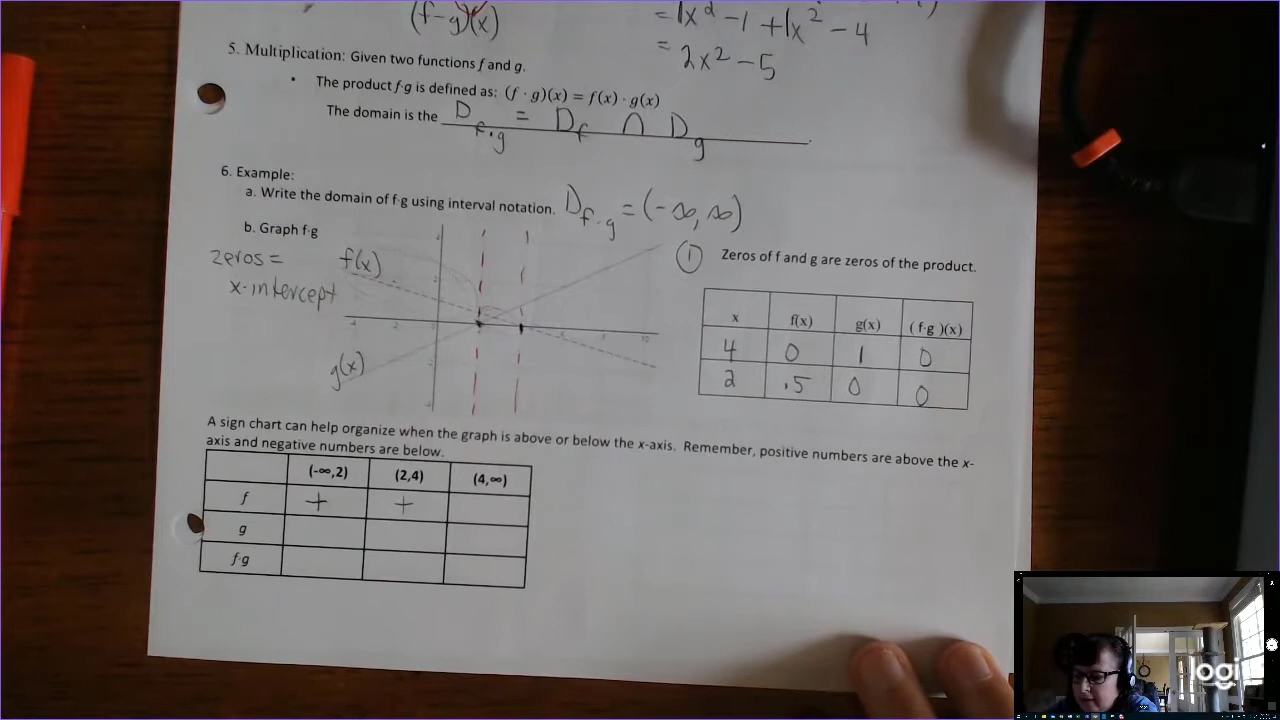 (f-g)(x)
= 1x² - 1 + 1x² - 4
= 2x² - 5
5. Multiplication: Given two functions f and g.
• The product f·g is defined as: (f · g)(x) = f(x) · g(x)
The domain is the D f·g = D f ∩ D g.
6. Example:
a. Write the domain of f·g using interval notation. D f·g = (-∞, ∞)
b. Graph f·g
zeros =
x-intercept
f(x)
g(x)
① Zeros of f and g are zeros of the product.
x f(x) g(x) (f·g)(x)
4 0 1 0
2 .5 0 0
A sign chart can help organize when the graph is above or below the x-axis. Remember, positive numbers are above the x-
axis and negative numbers are below.
(-∞,2) (2,4) (4,∞)
f + +
g
f·g
logi